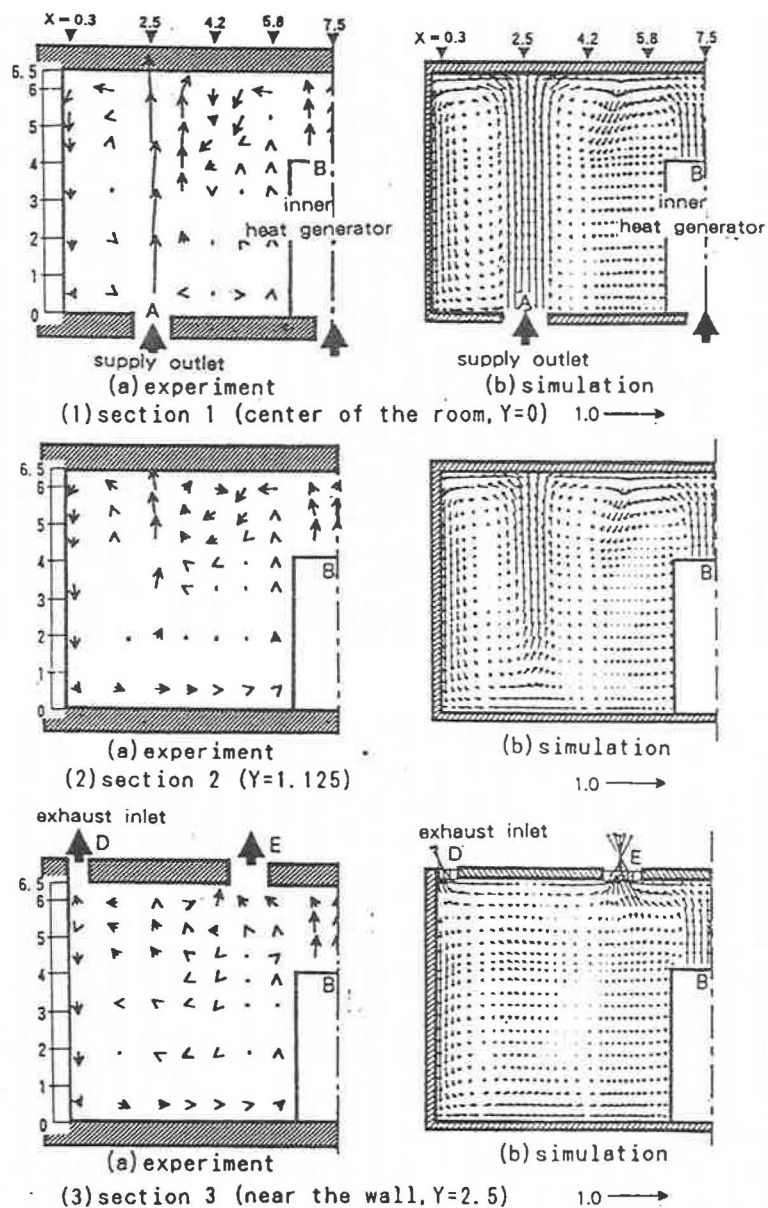 X = 0.3 2.5 4.2 5.8 7.5
X = 0.3 2.5 4.2 5.8 7.5
6.5
6
5
4
3
2
1
0
B
inner
heat generator
A
supply outlet
(a) experiment
B
inner
heat generator
A
supply outlet
(b) simulation
(1) section 1 (center of the room, Y=0) 1.0
6.5
6
5
4
3
2
1
0
B
(a) experiment
B
(b) simulation
(2) section 2 (Y=1.125) 1.0
exhaust inlet
D E
6.5
6
5
4
3
2
1
0
B
(a) experiment
exhaust inlet
D E
B
(b) simulation
(3) section 3 (near the wall, Y=2.5) 1.0